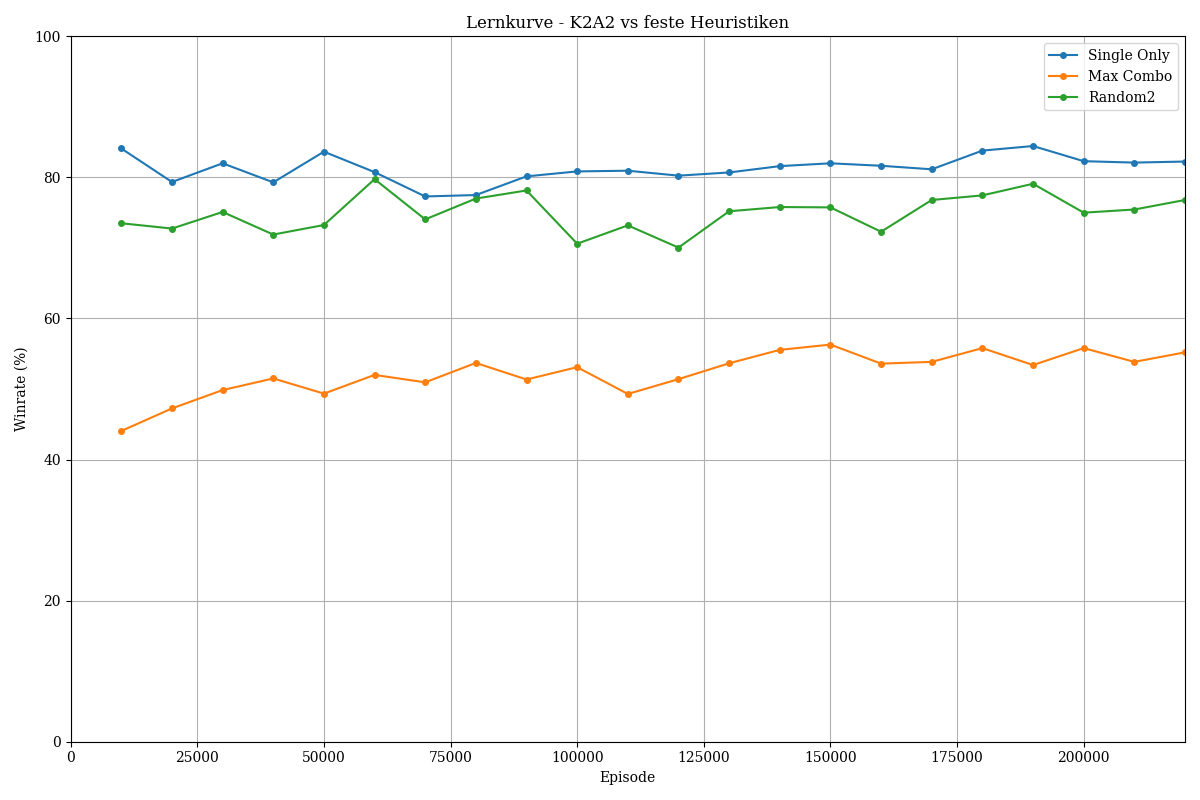 Lernkurve - K2A2 vs feste Heuristiken
100
80
60
40
20
0
Winrate (%)
Single Only
Max Combo
Random2
0 25000 50000 75000 100000 125000 150000 175000 200000
Episode